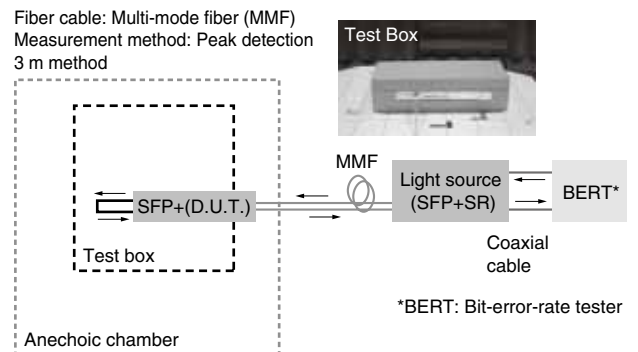 Fiber cable: Multi-mode fiber (MMF)
Measurement method: Peak detection
3 m method
Test Box
MMF
SFP+(D.U.T.)
Light source
(SFP+SR)
BERT*
Test box
Coaxial
cable
*BERT: Bit-error-rate tester
Anechoic chamber